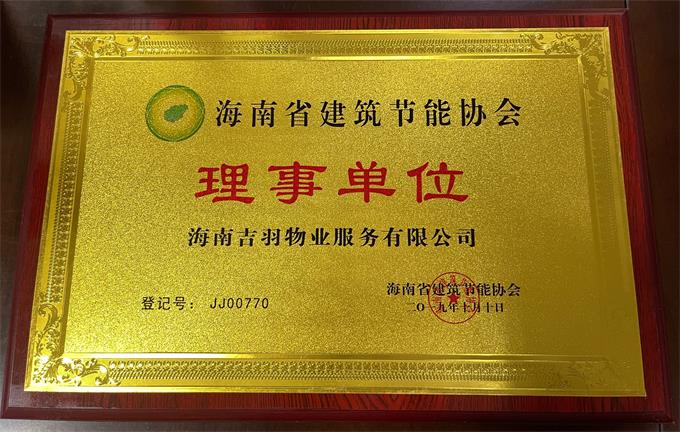 海南省建筑节能协会
理事单位
海南吉羽物业服务有限公司
登记号： JJ00770
海南省建筑节能协会
二〇一九年十月十日